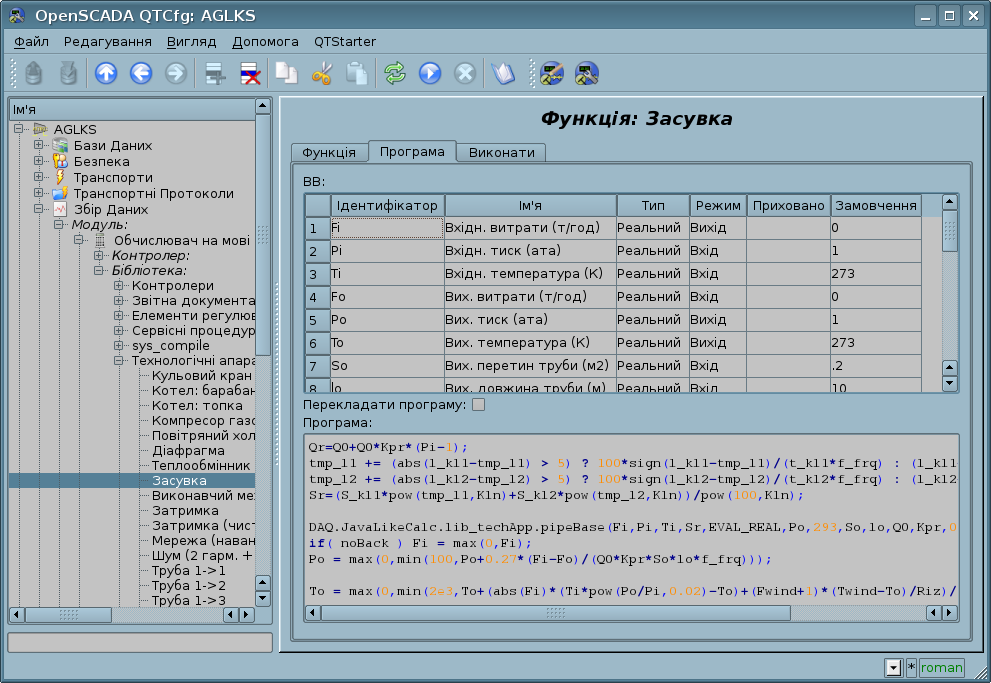 OpenSCADA QTCfg: AGLKS
Файл Редагування Вигляд Допомога QTStarter
Ім'я
AGLKS
Бази Даних
Безпека
Транспорти
Транспортні Протоколи
Збір Даних
Модуль:
Обчислювач на мові
Контролер:
Бібліотека:
Контролери
Звітна документа
Елементи регулюв
Сервісні процедур
sys_compile
Технологічні апара
Кульовий кран
Котел: барабан
Котел: топка
Компресор газо
Повітряний хол
Діафрагма
Теплообмінник
Засувка
Виконавчий ме
Затримка
Затримка (чист
Мережа (наван
Шум (2 гарм. +
Труба 1->1
Труба 1->2
Труба 1->3
Функція: Засувка
Функція Програма Виконати
ВВ:
Ідентифікатор Ім'я Тип Режим Приховано Замовчення
1 Fi Вхідн. витрати (т/год) Реальний Вихід 0
2 Pi Вхідн. тиск (ата) Реальний Вхід 1
3 Ti Вхідн. температура (К) Реальний Вхід 273
4 Fo Вих. витрати (т/год) Реальний Вхід 0
5 Po Вих. тиск (ата) Реальний Вихід 1
6 To Вих. температура (К) Реальний Вихід 273
7 So Вих. перетин труби (м2) Реальний Вхід .2
8 lo Вих. довжина труби (м) Реальний Вхід 10
Перекладати програму:
Програма:
Qr=Q0+Q0*Kpr*(Pi-1);
tmp_l1 += (abs(l_kl1-tmp_l1) > 5) ? 100*sign(l_kl1-tmp_l1)/(t_kl1*f_frq) : (l_kl1-
tmp_l2 += (abs(l_kl2-tmp_l2) > 5) ? 100*sign(l_kl2-tmp_l2)/(t_kl2*f_frq) : (l_kl2-
Sr=(S_kl1*pow(tmp_l1,Kln)+S_kl2*pow(tmp_l2,Kln))/pow(100,Kln);
DAQ.JavaLikeCalc.lib_techApp.pipeBase(Fi,Pi,Ti,Sr,EVAL_REAL,Po,293,So,lo,Q0,Kpr,0
if( noBack ) Fi = max(0,Fi);
Po = max(0,min(100,Po+0.27*(Fi-Fo)/(Q0*Kpr*So*lo*f_frq)));
To = max(0,min(2e3,To+(abs(Fi)*(Ti*pow(Po/Pi,0.02)-To)+(Fwind+1)*(Twind-To)/Riz)/
* roman